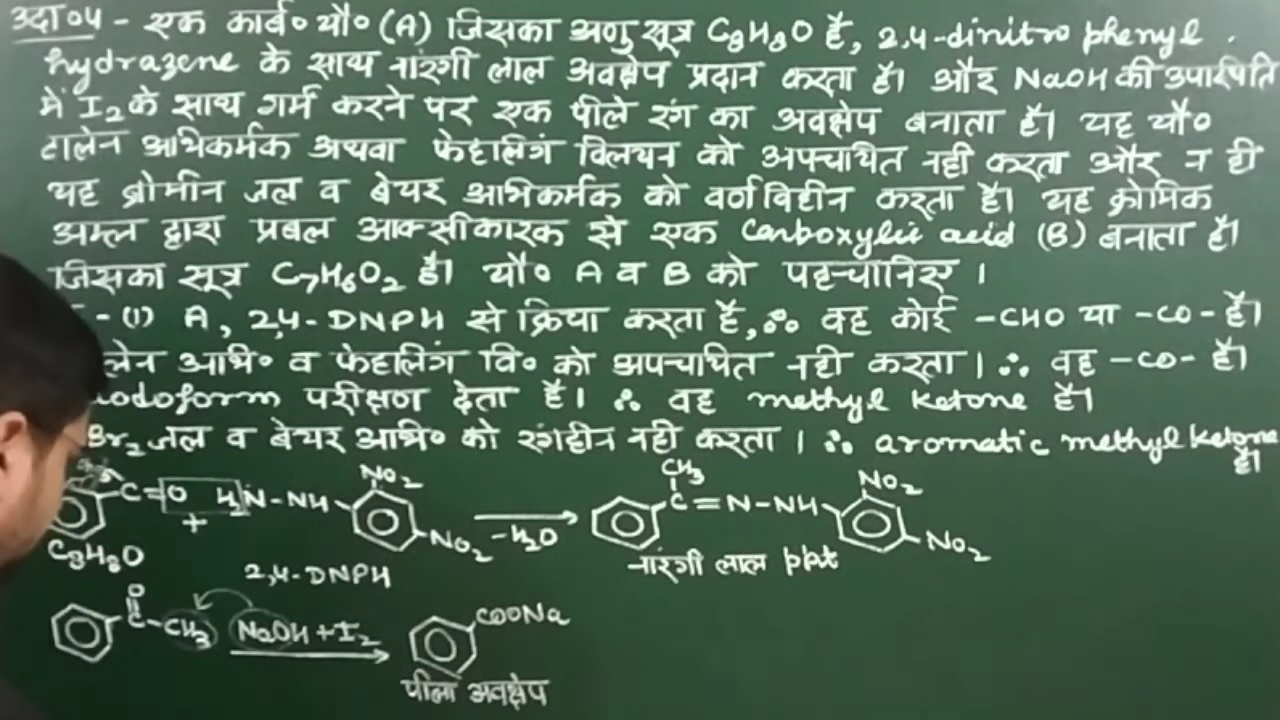 उदा०4 - एक कार्ब० यौ० (A) जिसका अणु सूत्र C8H8O है, 2,4-dinitro phenyl
hydrazene के साथ नारंगी लाल अवक्षेप प्रदान करता है। और NaOH की उपस्थिति
में I2 के साथ गर्म करने पर एक पीले रंग का अवक्षेप बनाता है। यह यौ०
टालेन अभिकर्मक अथवा फेहलिंग विलयन को अपचायित नही करता और न ही
यह ब्रोमीन जल व बेयर अभिकर्मक को वर्णविहीन करता है। यह क्रोमिक
अम्ल द्वारा प्रबल आक्सीकारक से एक Carboxylic acid (B) बनाता है।
जिसका सूत्र C7H6O2 है। यौ० A व B को पहचानिए।
- (1) A, 2,4-DNPH से क्रिया करता है, ∴ वह कोई -CHO या -CO- है।
लेन अभि० व फेहलिंग वि० को अपचायित नही करता। ∴ वह -CO- है।
odoform परीक्षण देता है। ∴ वह methyl ketone है।
Br2 जल व बेयर अभि० को रंगहीन नही करता। ∴ aromatic methyl ketone
है।
C=O H2N-NH NO2 NO2 -H2O CH3 C=N-NH NO2 NO2
+
C8H8O
2,4-DNPH
नारंगी लाल ppt
O
C-CH3 NaOH+I2 COONa
पीला अवक्षेप